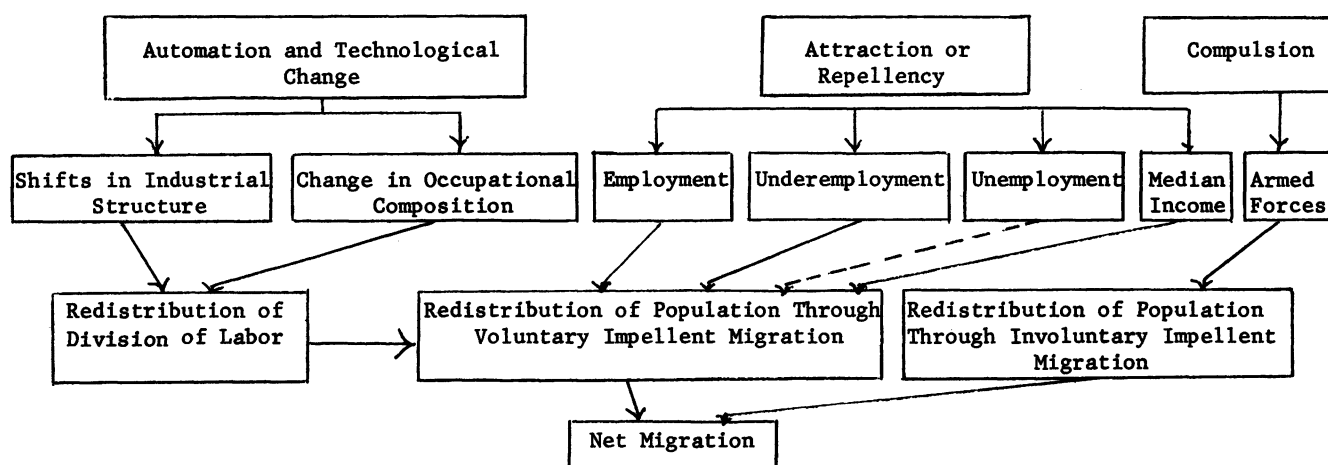 Automation and Technological
Change
Attraction or
Repellency
Compulsion
Shifts in Industrial
Structure
Change in Occupational
Composition
Employment
Underemployment
Unemployment
Median
Income
Armed
Forces
Redistribution of
Division of Labor
Redistribution of Population Through
Voluntary Impellent Migration
Redistribution of Population
Through Involuntary Impellent
Migration
Net Migration